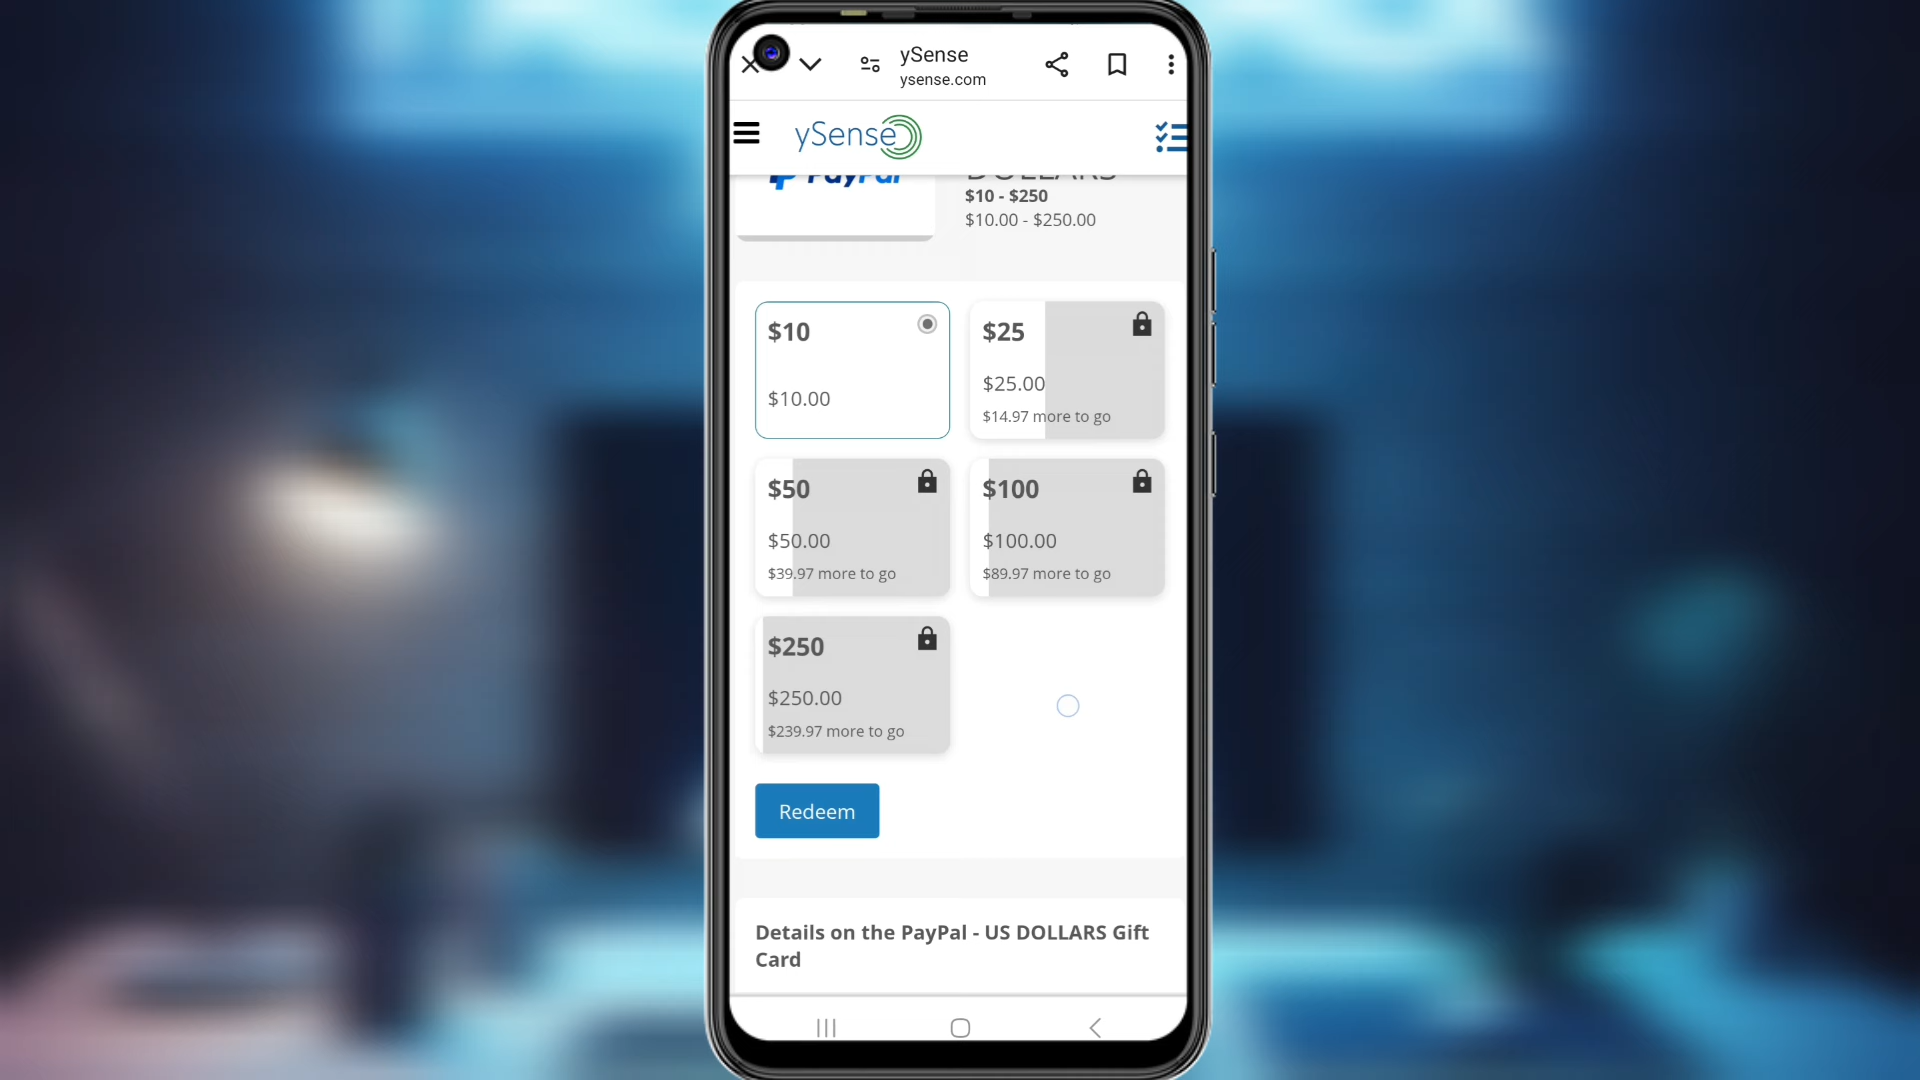 ySense
ysense.com
ySense
PayPal
DOLLARS
$10 - $250
$10.00 - $250.00
$10
$10.00
$25
$25.00
$14.97 more to go
$50
$50.00
$39.97 more to go
$100
$100.00
$89.97 more to go
$250
$250.00
$239.97 more to go
Redeem
Details on the PayPal - US DOLLARS Gift
Card